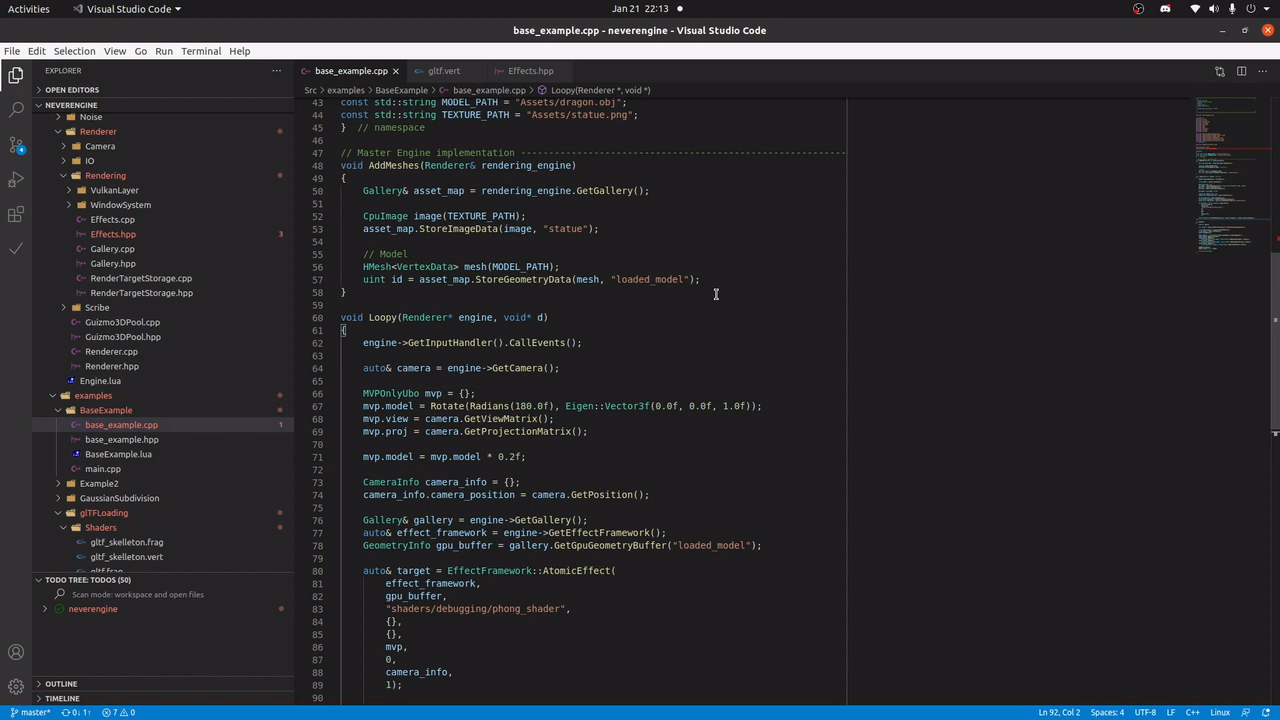 Activities
Visual Studio Code
Jan 21 22:13
base_example.cpp - neverengine - Visual Studio Code
File Edit Selection View Go Run Terminal Help
EXPLORER
OPEN EDITORS
NEVERENGINE
Noise
Renderer
Camera
IO
Rendering
VulkanLayer
WindowSystem
Effects.cpp
Effects.hpp 3
Gallery.cpp
Gallery.hpp
RenderTargetStorage.cpp
RenderTargetStorage.hpp
Scribe
Guizmo3DPool.cpp
Guizmo3DPool.hpp
Renderer.cpp
Renderer.hpp
Engine.lua
examples
BaseExample
base_example.cpp 1
base_example.hpp
BaseExample.lua
main.cpp
Example2
GaussianSubdivision
glTFLoading
Shaders
gltf_skelleton.frag
gltf_skelleton.vert
gltf.frag
TODO TREE: TODOS (50)
Scan mode: workspace and open files
neverengine
OUTLINE
TIMELINE
base_example.cpp
gltf.vert
Effects.hpp
Src > examples > BaseExample > base_example.cpp > Loopy(Renderer *, void *)
43 const std::string MODEL_PATH = "Assets/dragon.obj";
44 const std::string TEXTURE_PATH = "Assets/statue.png";
45 } // namespace
46
47 // Master Engine implementation ----------------------------------------------------------
48 void AddMeshes(Renderer& rendering_engine)
49 {
50 Gallery& asset_map = rendering_engine.GetGallery();
51
52 CpuImage image(TEXTURE_PATH);
53 asset_map.StoreImageData(image, "statue");
54
55 // Model
56 HMesh<VertexData> mesh(MODEL_PATH);
57 uint id = asset_map.StoreGeometryData(mesh, "loaded_model");
58 }
59
60 void Loopy(Renderer* engine, void* d)
61 {
62 engine->GetInputHandler().CallEvents();
63
64 auto& camera = engine->GetCamera();
65
66 MVPOnlyUbo mvp = {};
67 mvp.model = Rotate(Radians(180.0f), Eigen::Vector3f(0.0f, 0.0f, 1.0f));
68 mvp.view = camera.GetViewMatrix();
69 mvp.proj = camera.GetProjectionMatrix();
70
71 mvp.model = mvp.model * 0.2f;
72
73 CameraInfo camera_info = {};
74 camera_info.camera_position = camera.GetPosition();
75
76 Gallery& gallery = engine->GetGallery();
77 auto& effect_framework = engine->GetEffectFramework();
78 GeometryInfo gpu_buffer = gallery.GetGpuGeometryBuffer("loaded_model");
79
80 auto& target = EffectFramework::AtomicEffect(
81 effect_framework,
82 gpu_buffer,
83 "shaders/debugging/phong_shader",
84 {},
85 {},
86 mvp,
87 0,
88 camera_info,
89 1);
90
4
master* 0↓ 1↑ 7 0
Ln 92, Col 2 Spaces: 4 UTF-8 LF C++ Linux